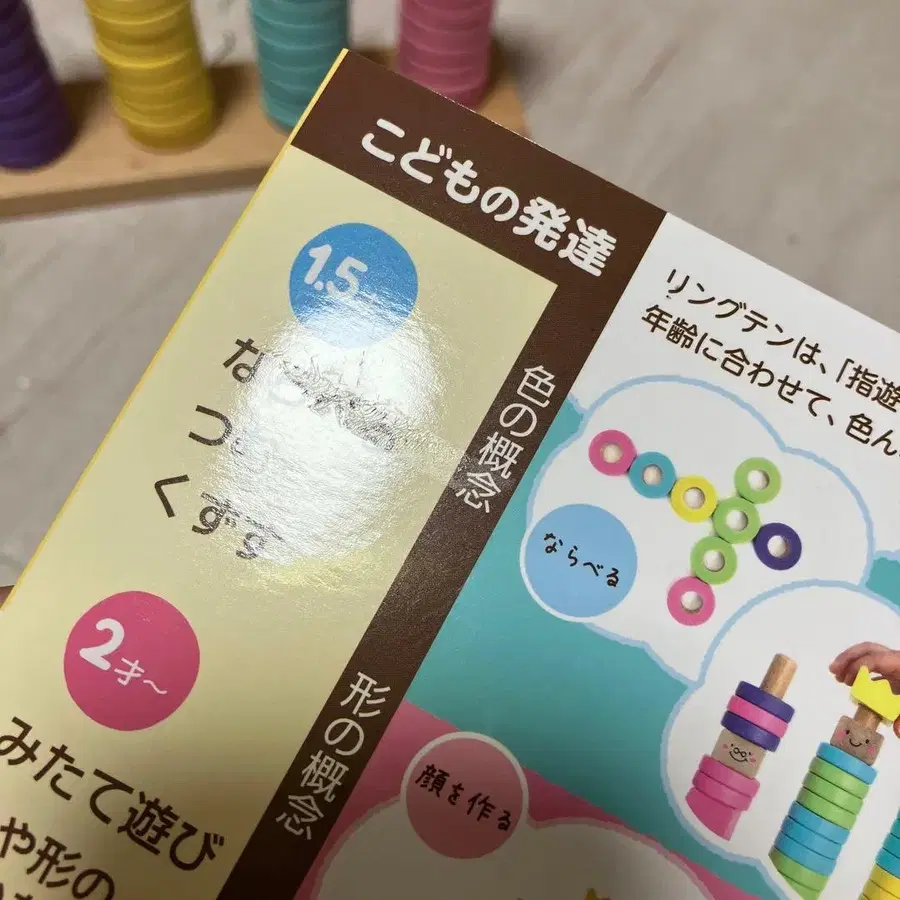 こどもの発達
1.5
くずす
2才〜
みたて遊び
や形の
色の概念
形の概念
リングテンは、「指遊
年齢に合わせて、色ん
ならべる
顔を作る